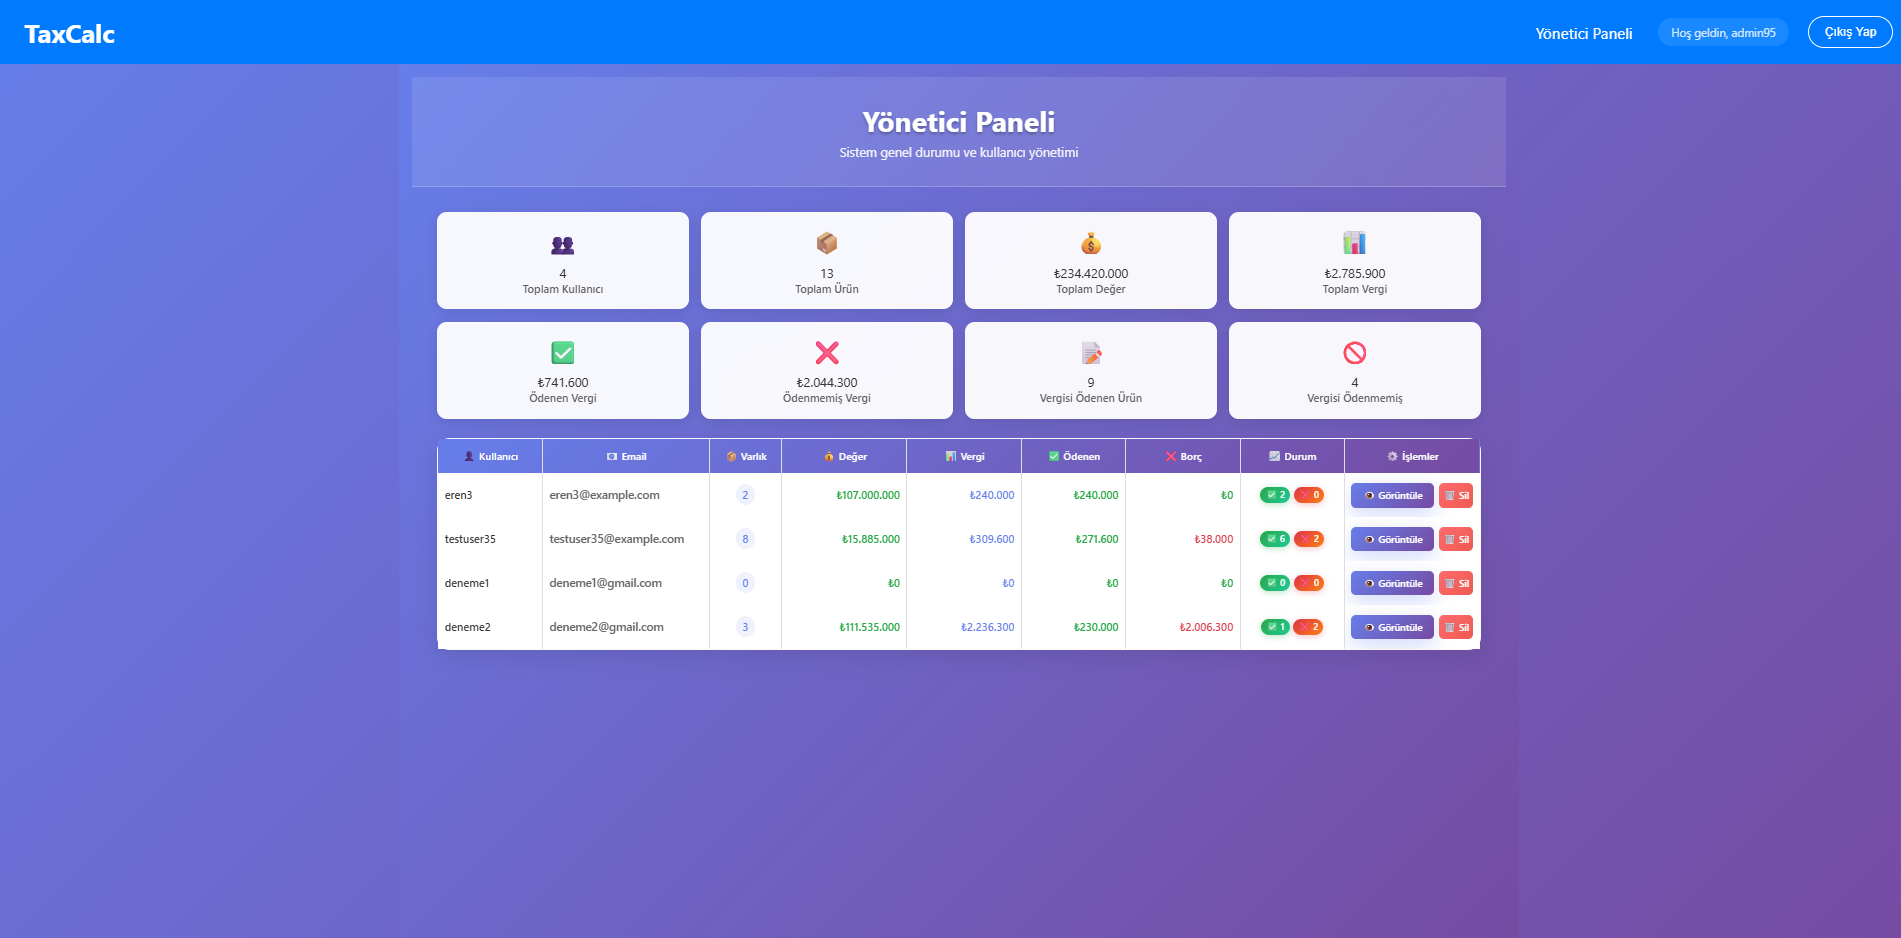 TaxCalc
Yönetici Paneli
Hoş geldin, admin95
Çıkış Yap
Yönetici Paneli
Sistem genel durumu ve kullanıcı yönetimi
4
Toplam Kullanıcı
13
Toplam Ürün
₺234.420.000
Toplam Değer
₺2.785.900
Toplam Vergi
₺741.600
Ödenen Vergi
₺2.044.300
Ödenmemiş Vergi
9
Vergisi Ödenen Ürün
4
Vergisi Ödenmemiş
Kullanıcı Email Varlık Değer Vergi Ödenen Borç Durum İşlemler
eren3 eren3@example.com 2 ₺107.000.000 ₺240.000 ₺240.000 ₺0 2 0 Görüntüle Sil
testuser35 testuser35@example.com 8 ₺15.885.000 ₺309.600 ₺271.600 ₺38.000 6 2 Görüntüle Sil
deneme1 deneme1@gmail.com 0 ₺0 ₺0 ₺0 ₺0 0 0 Görüntüle Sil
deneme2 deneme2@gmail.com 3 ₺111.535.000 ₺2.236.300 ₺230.000 ₺2.006.300 1 2 Görüntüle Sil